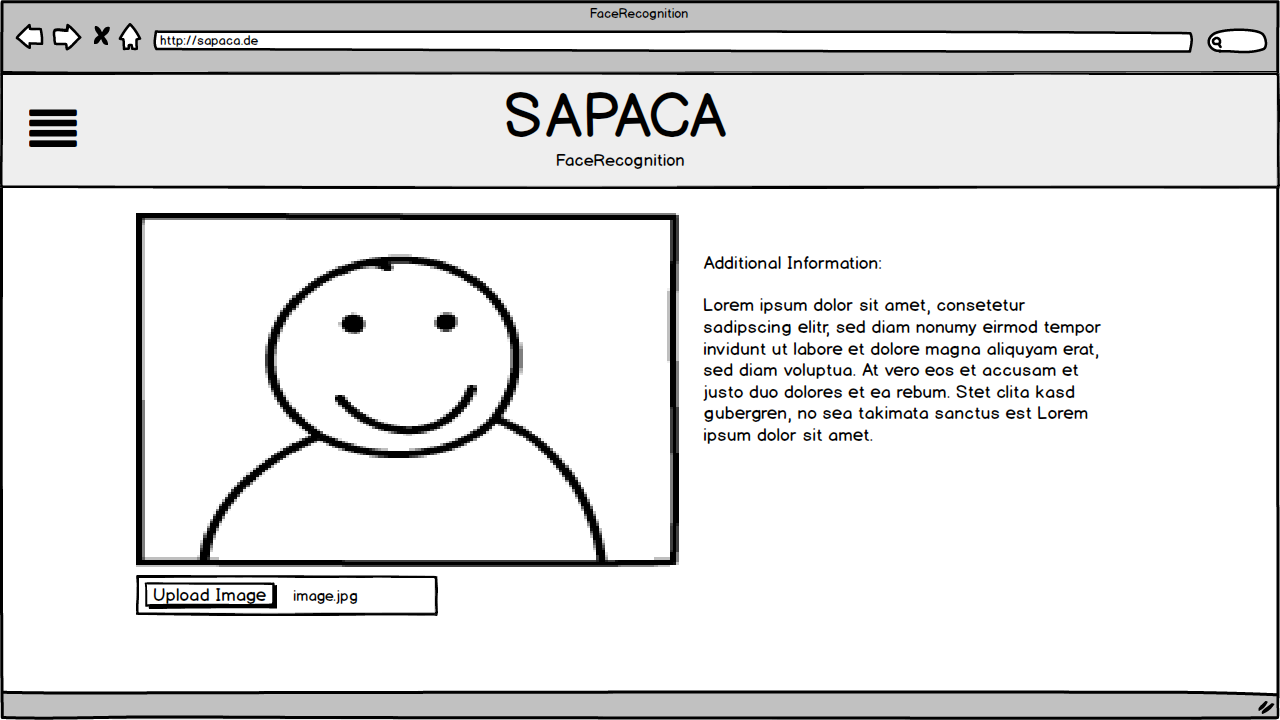 FaceRecognition
http://sapaca.de
SAPACA
FaceRecognition
Additional Information:
Lorem ipsum dolor sit amet, consetetur
sadipscing elitr, sed diam nonumy eirmod tempor
invidunt ut labore et dolore magna aliquyam erat,
sed diam voluptua. At vero eos et accusam et
justo duo dolores et ea rebum. Stet clita kasd
gubergren, no sea takimata sanctus est Lorem
ipsum dolor sit amet.
Upload Image image.jpg